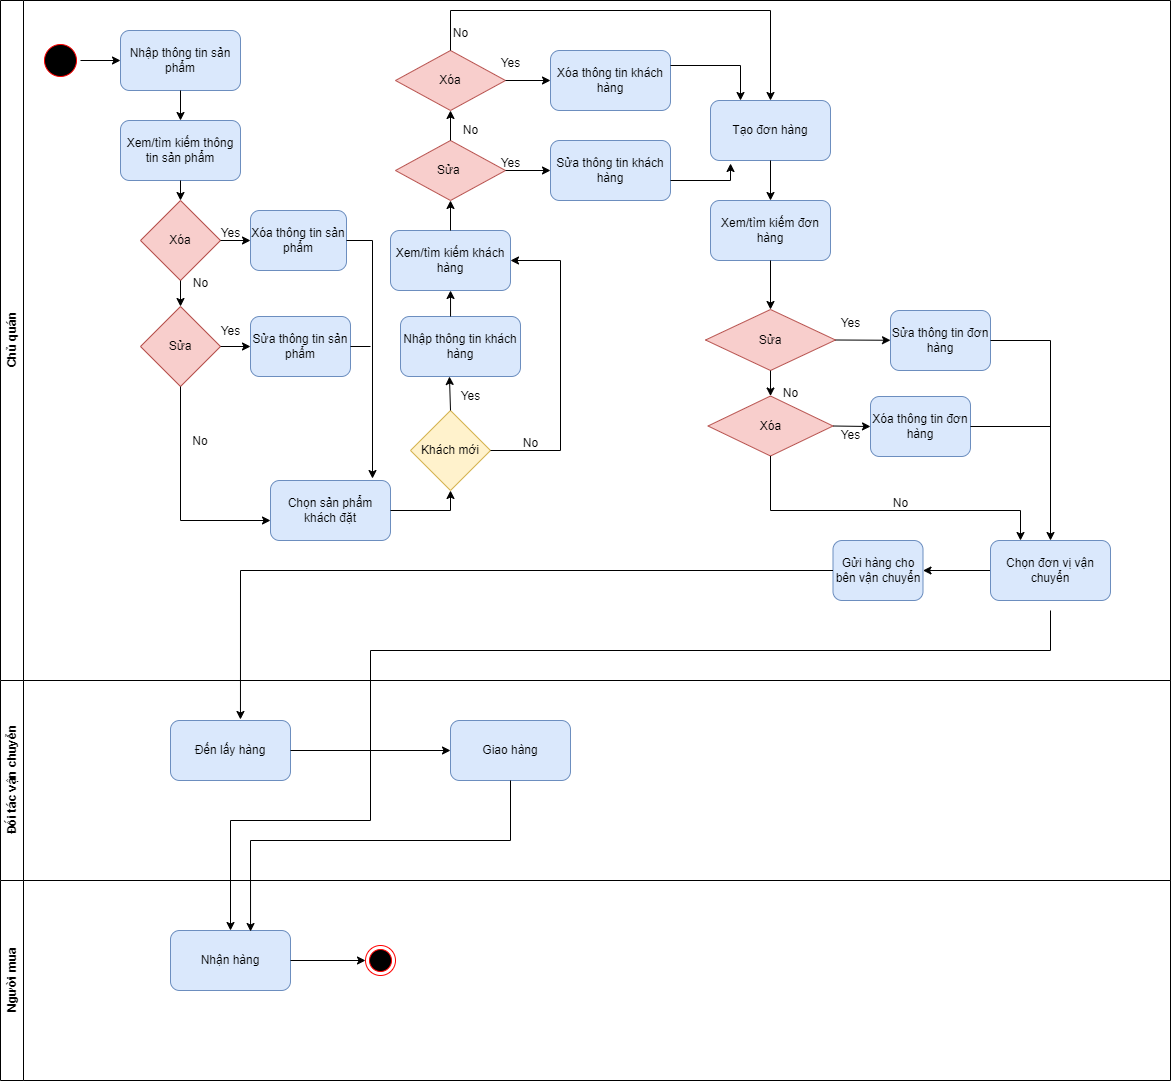 Chủ quán
Nhập thông tin sản
phẩm
Xem/tìm kiếm thông
tin sản phẩm
Xóa
Yes
Xóa thông tin sản
phẩm
No
Sửa
Yes
Sửa thông tin sản
phẩm
No
Chọn sản phẩm
khách đặt
Khách mới
Yes
No
Nhập thông tin khách
hàng
Xem/tìm kiếm khách
hàng
Sửa
Yes
Sửa thông tin khách
hàng
No
Xóa
Yes
Xóa thông tin khách
hàng
No
Tạo đơn hàng
Xem/tìm kiếm đơn
hàng
Sửa
Yes
Sửa thông tin đơn
hàng
No
Xóa
Yes
Xóa thông tin đơn
hàng
No
Chọn đơn vị vận
chuyển
Gửi hàng cho
bên vận chuyển
Đối tác vận chuyển
Đến lấy hàng
Giao hàng
Người mua
Nhận hàng